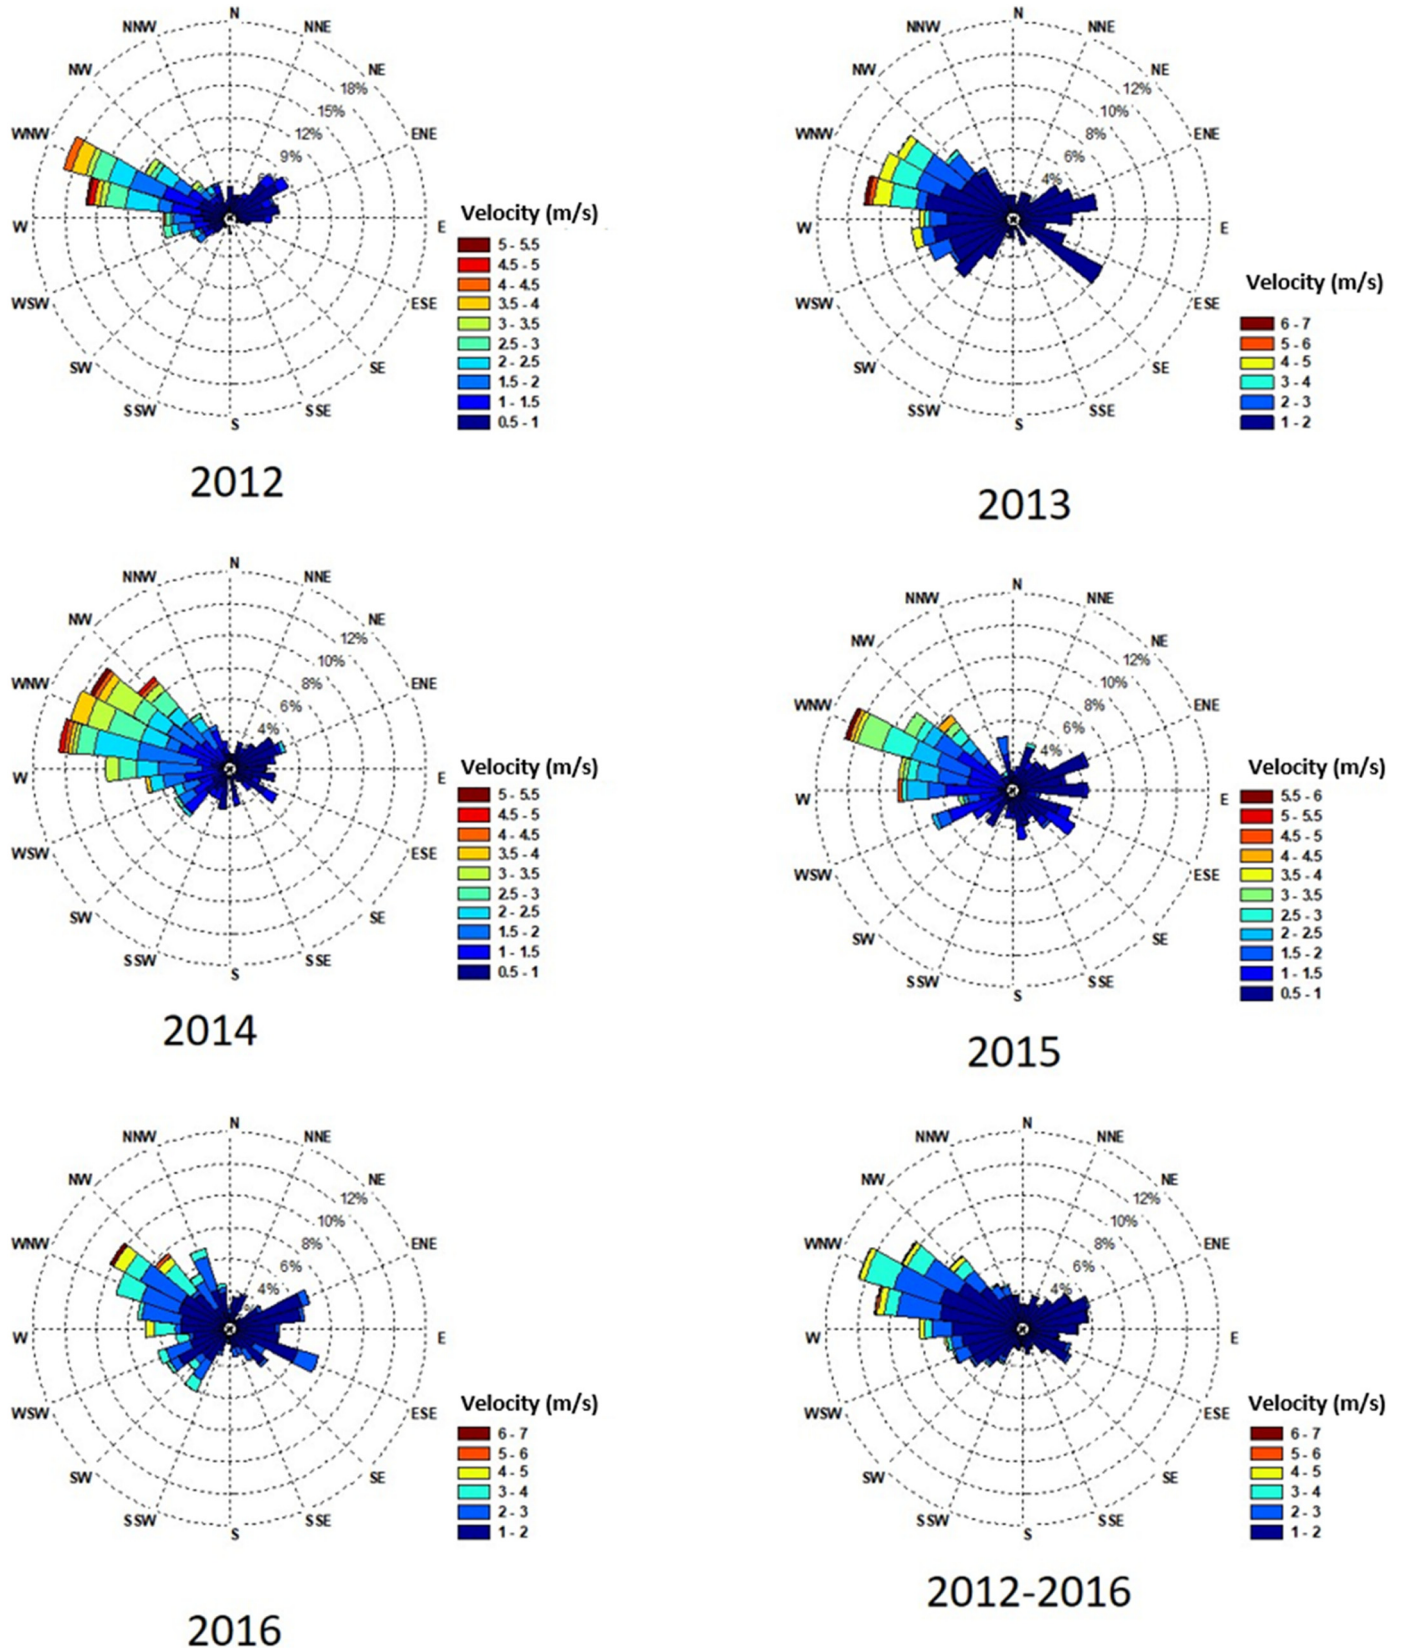 N
NNW NNE
NW NE
18%
15%
WNW ENE
12%
9%
W E
WSW ESE
SW SE
SSW SSE
S
Velocity (m/s)
5 - 5.5
4.5 - 5
4 - 4.5
3.5 - 4
3 - 3.5
2.5 - 3
2 - 2.5
1.5 - 2
1 - 1.5
0.5 - 1
2012
N
NNW NNE
NW NE
12%
10%
WNW ENE
8%
6%
4%
W E
WSW ESE
SW SE
SSW SSE
S
Velocity (m/s)
6 - 7
5 - 6
4 - 5
3 - 4
2 - 3
1 - 2
2013
N
NNW NNE
NW NE
12%
10%
WNW ENE
8%
6%
4%
W E
WSW ESE
SW SE
SSW SSE
S
Velocity (m/s)
5 - 5.5
4.5 - 5
4 - 4.5
3.5 - 4
3 - 3.5
2.5 - 3
2 - 2.5
1.5 - 2
1 - 1.5
0.5 - 1
2014
N
NNW NNE
NW NE
12%
10%
WNW ENE
8%
6%
4%
W E
WSW ESE
SW SE
SSW SSE
S
Velocity (m/s)
5.5 - 6
5 - 5.5
4.5 - 5
4 - 4.5
3.5 - 4
3 - 3.5
2.5 - 3
2 - 2.5
1.5 - 2
1 - 1.5
0.5 - 1
2015
N
NNW NNE
NW NE
12%
10%
WNW ENE
8%
6%
4%
W E
WSW ESE
SW SE
SSW SSE
S
Velocity (m/s)
6 - 7
5 - 6
4 - 5
3 - 4
2 - 3
1 - 2
2016
N
NNW NNE
NW NE
12%
10%
WNW ENE
8%
6%
4%
W E
WSW ESE
SW SE
SSW SSE
S
Velocity (m/s)
6 - 7
5 - 6
4 - 5
3 - 4
2 - 3
1 - 2
2012-2016